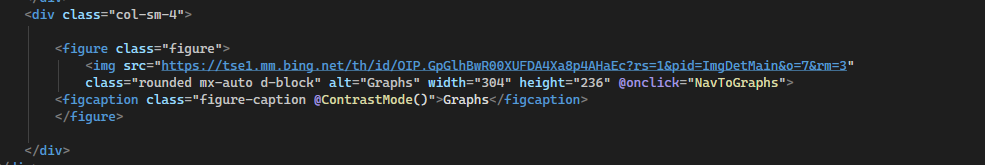 </div>
<div class="col-sm-4">
<figure class="figure">
<img src="https://tse1.mm.bing.net/th/id/OIP.GpGlhBwR00XUFDA4Xa8p4AHaEc?rs=1&pid=ImgDetMain&o=7&rm=3"
class="rounded mx-auto d-block" alt="Graphs" width="304" height="236" @onclick="NavToGraphs">
<figcaption class="figure-caption @ContrastMode()">Graphs</figcaption>
</figure>
</div>
</div>